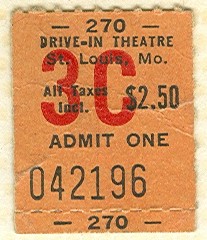 — 270 —
DRIVE-IN THEATRE
St. Louis, Mo.
3C
All Taxes
Incl. $2.50
ADMIT ONE
042196
— 270 —